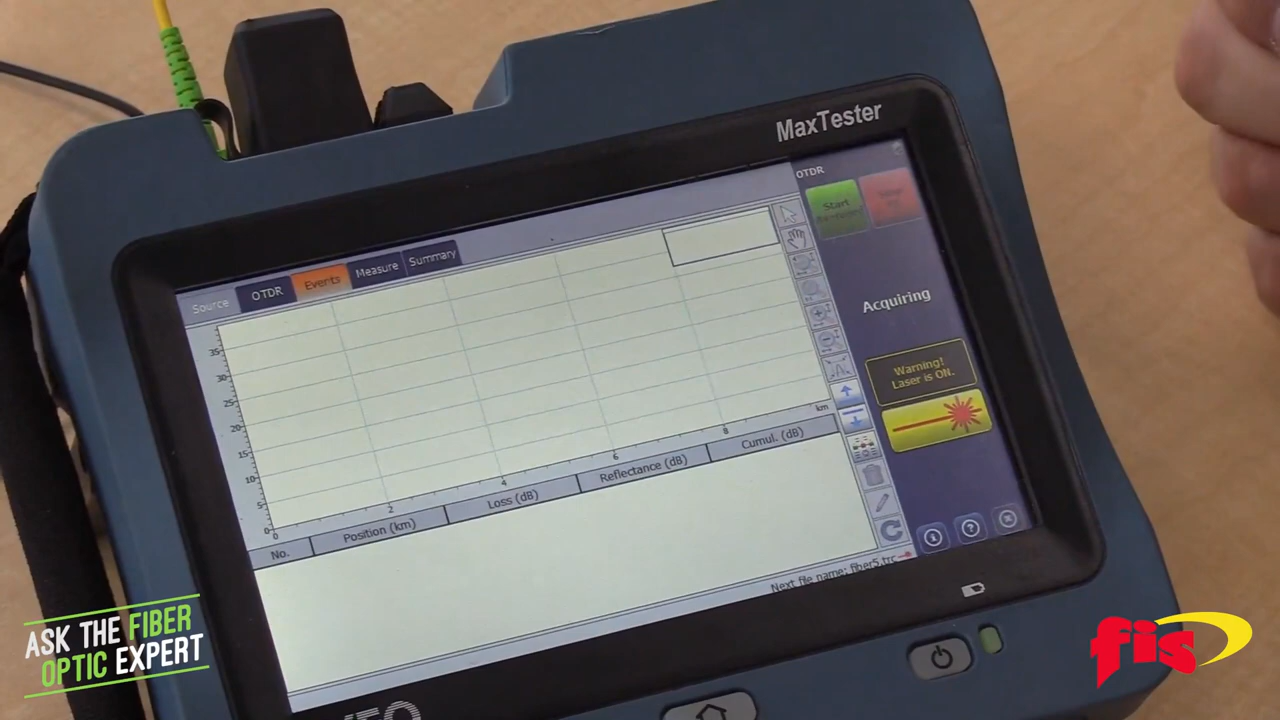 MaxTester
OTDR
Start
Source OTDR Events Measure Summary
35
30
25
20
15
10
5
0
0 2 4 6 8 km
Acquiring
Warning!
Laser is ON.
No. Position (km) Loss (dB) Reflectance (dB) Cumul. (dB)
Next file name: fiber5.trc
ASK THE FIBER
OPTIC EXPERT
fis